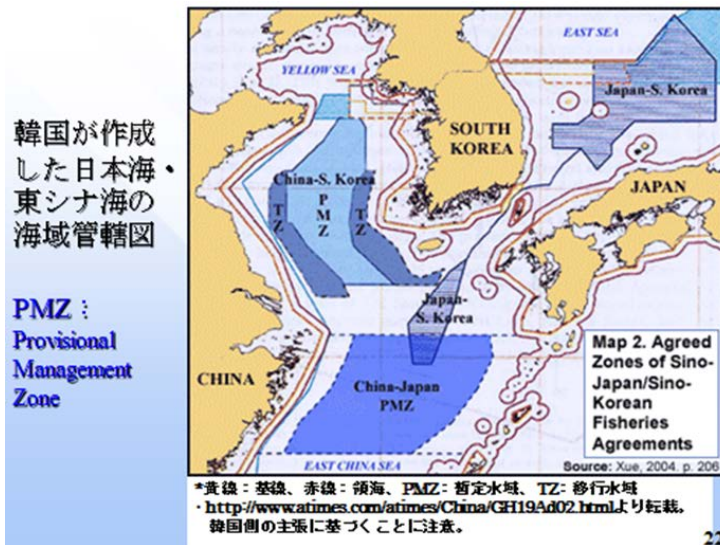 韓国が作成
した日本海・
東シナ海の
海域管轄図
PMZ：
Provisional
Management
Zone
EAST SEA
YELLOW SEA
Japan-S. Korea
SOUTH
KOREA
China-S. Korea
TZ
PMZ
TZ
JAPAN
Japan-
S. Korea
CHINA
China-Japan
PMZ
EAST CHINA SEA
Map 2. Agreed
Zones of Sino-
Japan/Sino-
Korean
Fisheries
Agreements
Source: Xue, 2004. p. 206
*黄線：基線、赤線：領海、PMZ：暫定水域、TZ：移行水域
・http://www.atimes.com/atimes/China/GH19Ad02.htmlより転載。
韓国側の主張に基づくことに注意。
22